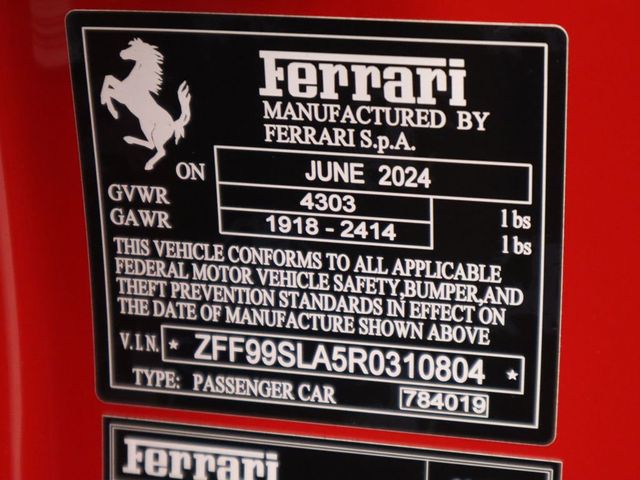 Ferrari
MANUFACTURED BY
FERRARI S.p.A.
ON JUNE 2024
GVWR 4303 lbs
GAWR 1918 - 2414 lbs
THIS VEHICLE CONFORMS TO ALL APPLICABLE
FEDERAL MOTOR VEHICLE SAFETY,BUMPER,AND
THEFT PREVENTION STANDARDS IN EFFECT ON
THE DATE OF MANUFACTURE SHOWN ABOVE
V.I.N. * ZFF99SLA5R0310804 *
TYPE: PASSENGER CAR 784019
Ferrari